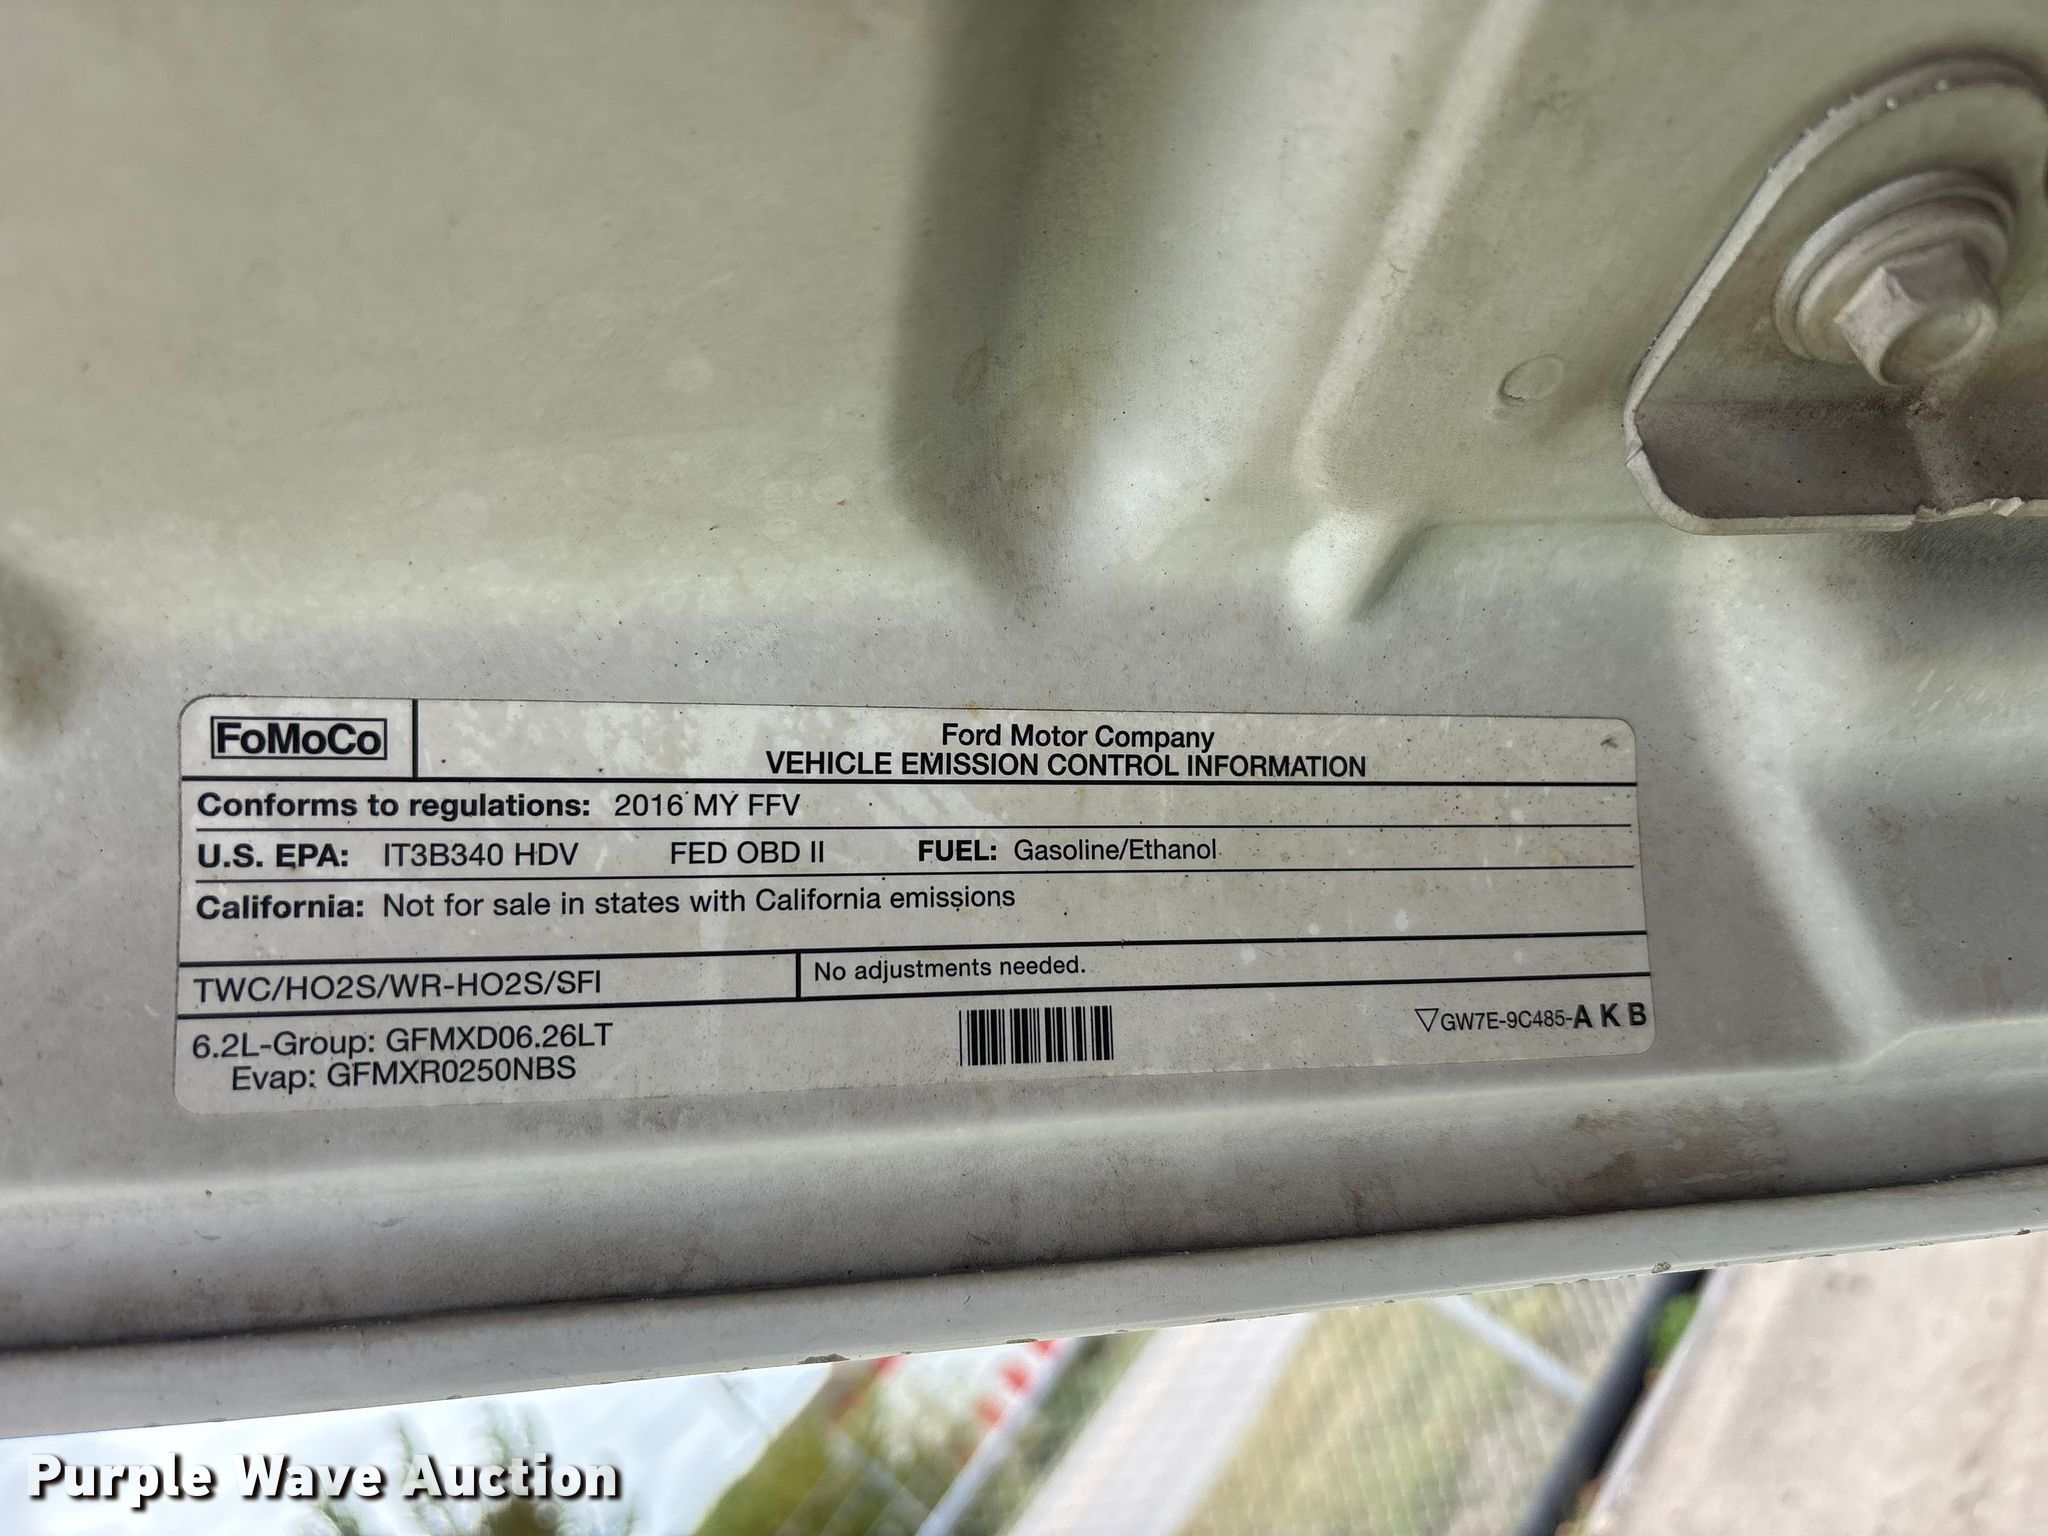 FoMoCo
Ford Motor Company
VEHICLE EMISSION CONTROL INFORMATION
Conforms to regulations: 2016 MY FFV
U.S. EPA: IT3B340 HDV FED OBD II FUEL: Gasoline/Ethanol
California: Not for sale in states with California emissions
TWC/HO2S/WR-HO2S/SFI
No adjustments needed.
6.2L-Group: GFMXD06.26LT
Evap: GFMXR0250NBS
▽GW7E-9C485-A K B
Purple Wave Auction